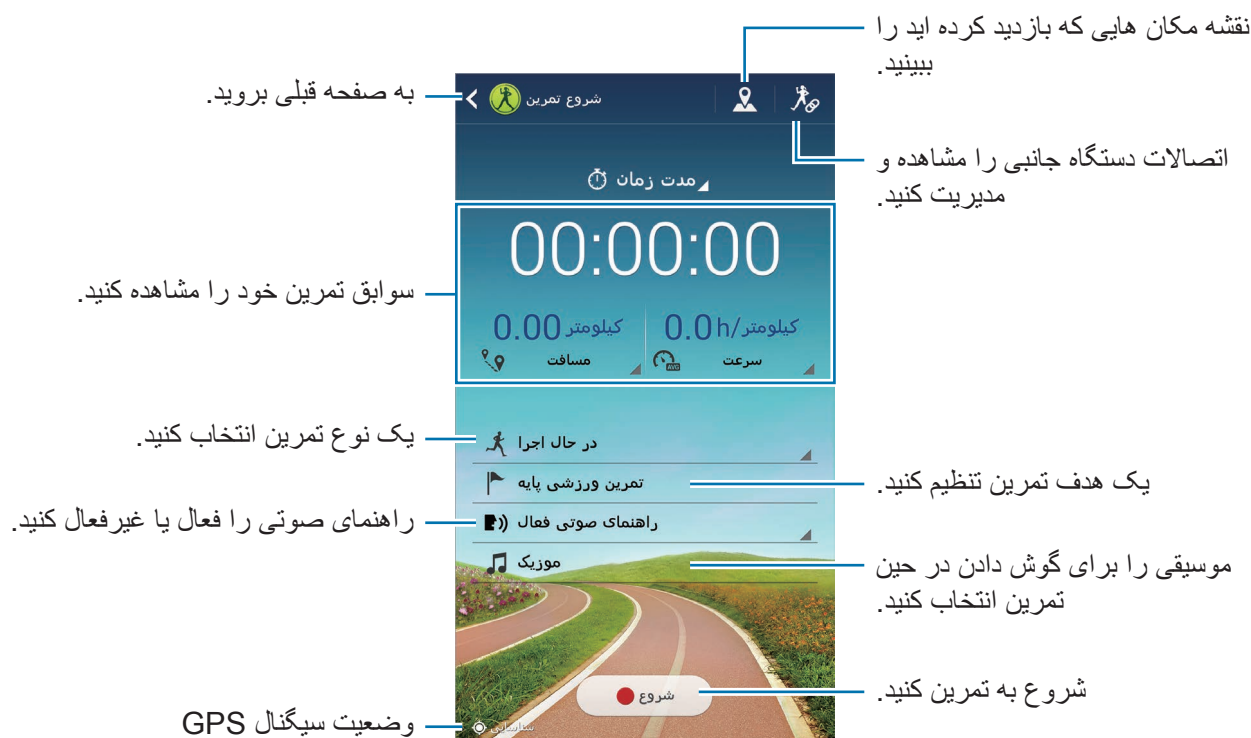 نقشه مکان هایی که بازدید کرده اید را
ببینید.
به صفحه قبلی بروید.
شروع تمرین
اتصالات دستگاه جانبی را مشاهده و
مدیریت کنید.
مدت زمان
00:00:00
سوابق تمرین خود را مشاهده کنید.
0.0 h/کیلومتر
0.00 کیلومتر
سرعت
AVG
مسافت
در حال اجرا
یک نوع تمرین انتخاب کنید.
تمرین ورزشی پایه
یک هدف تمرین تنظیم کنید.
راهنمای صوتی فعال
راهنمای صوتی را فعال یا غیرفعال کنید.
موزیک
موسیقی را برای گوش دادن در حین
تمرین انتخاب کنید.
شروع
شروع به تمرین کنید.
شناسایی
وضعیت سیگنال GPS